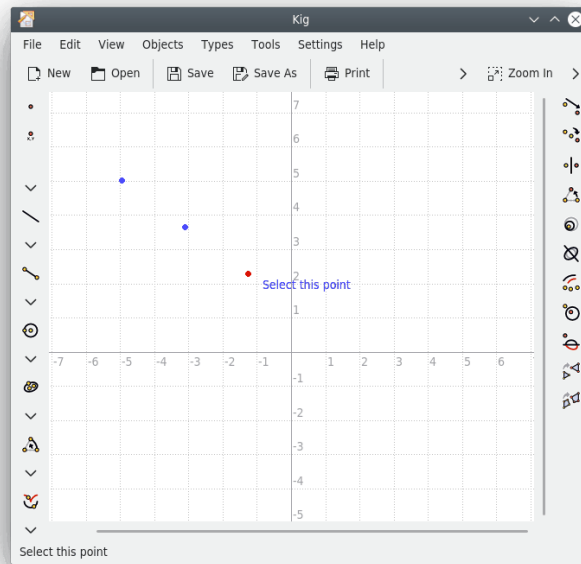 Kig
File Edit View Objects Types Tools Settings Help
New Open Save Save As Print Zoom In
x,y
7
6
5
4
3
2
Select this point
1
-7 -6 -5 -4 -3 -2 -1 1 2 3 4 5 6
-1
-2
-3
-4
-5
Select this point